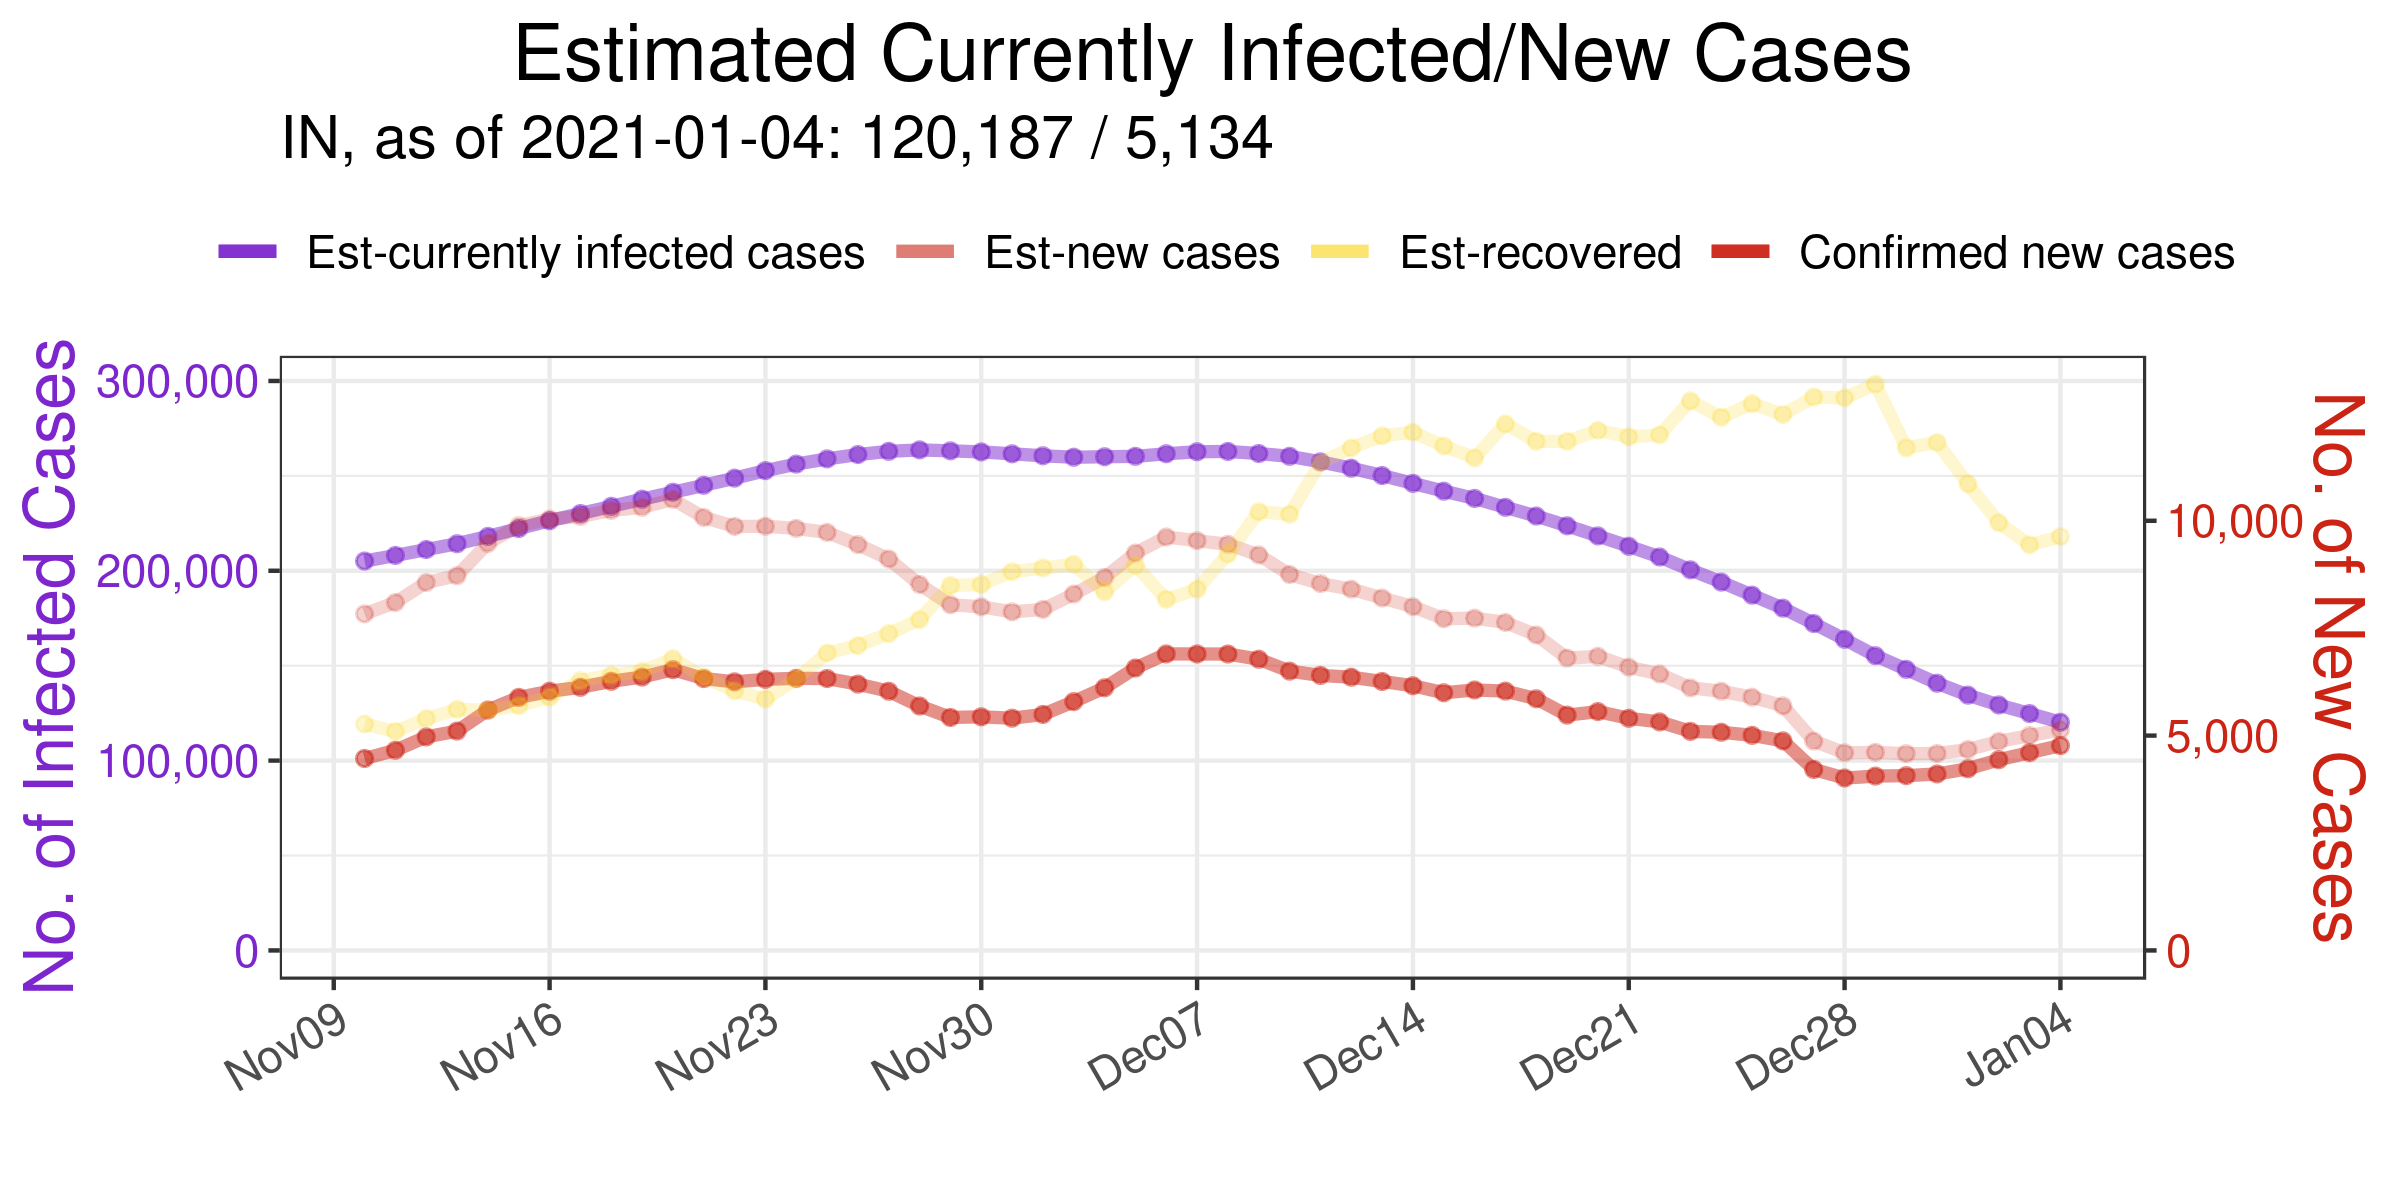 Estimated Currently Infected/New Cases
IN, as of 2021-01-04: 120,187 / 5,134
Est-currently infected cases
Est-new cases
Est-recovered
Confirmed new cases
No. of Infected Cases
300,000
200,000
100,000
0
10,000
5,000
0
No. of New Cases
Nov09
Nov16
Nov23
Nov30
Dec07
Dec14
Dec21
Dec28
Jan04